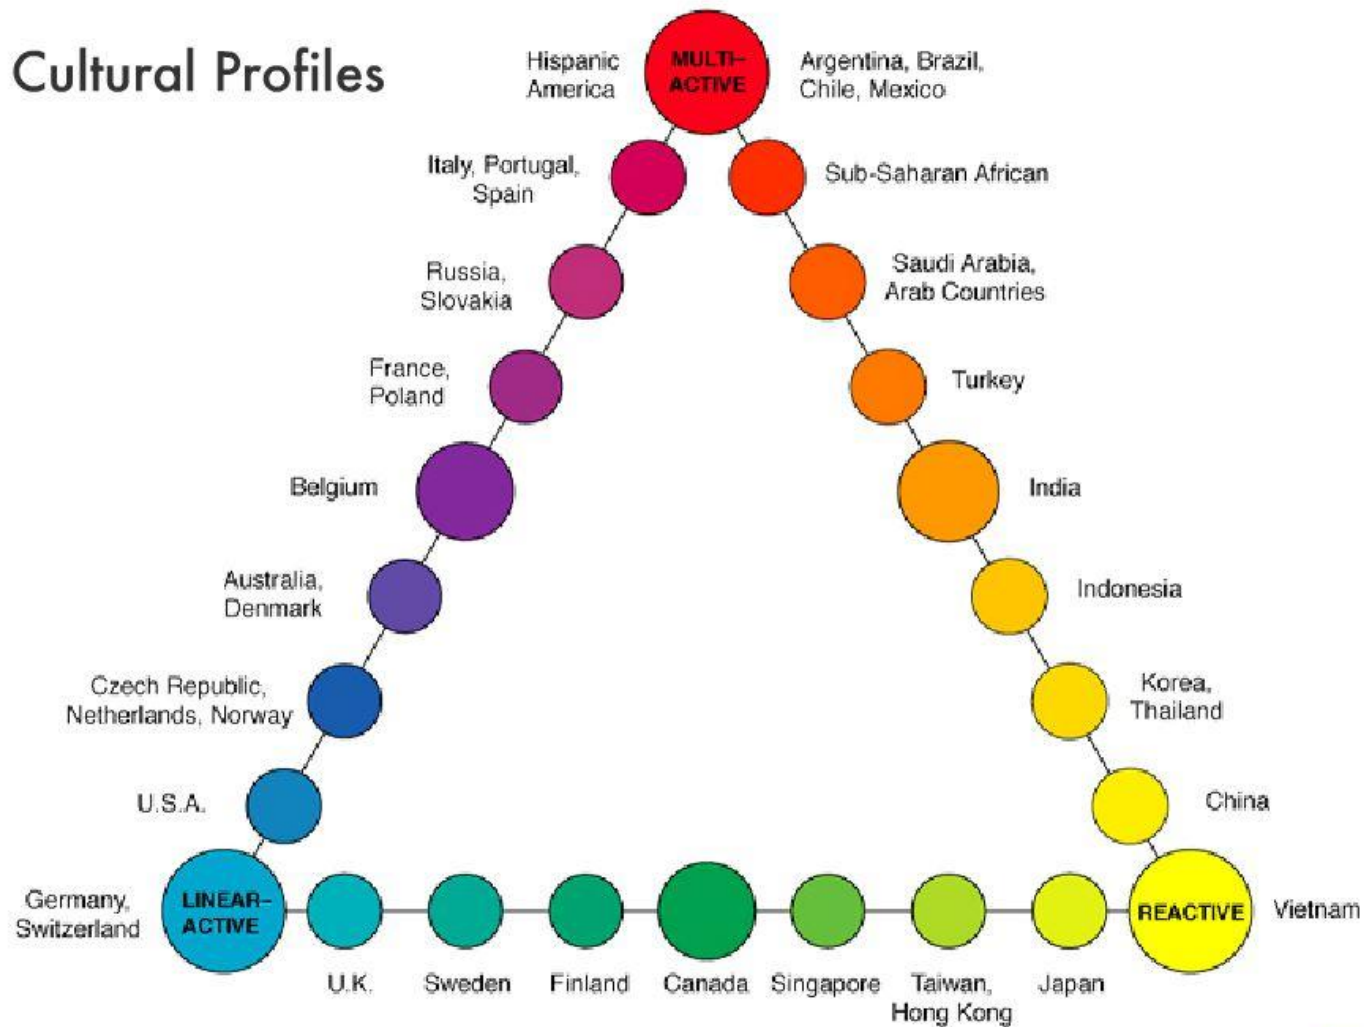 Cultural Profiles
Hispanic
America
MULTI–
ACTIVE
Argentina, Brazil,
Chile, Mexico
Italy, Portugal,
Spain
Sub-Saharan African
Russia,
Slovakia
Saudi Arabia,
Arab Countries
France,
Poland
Turkey
Belgium
India
Australia,
Denmark
Indonesia
Czech Republic,
Netherlands, Norway
Korea,
Thailand
U.S.A.
China
Germany,
Switzerland
LINEAR–
ACTIVE
REACTIVE
Vietnam
U.K.
Sweden
Finland
Canada
Singapore
Taiwan,
Hong Kong
Japan